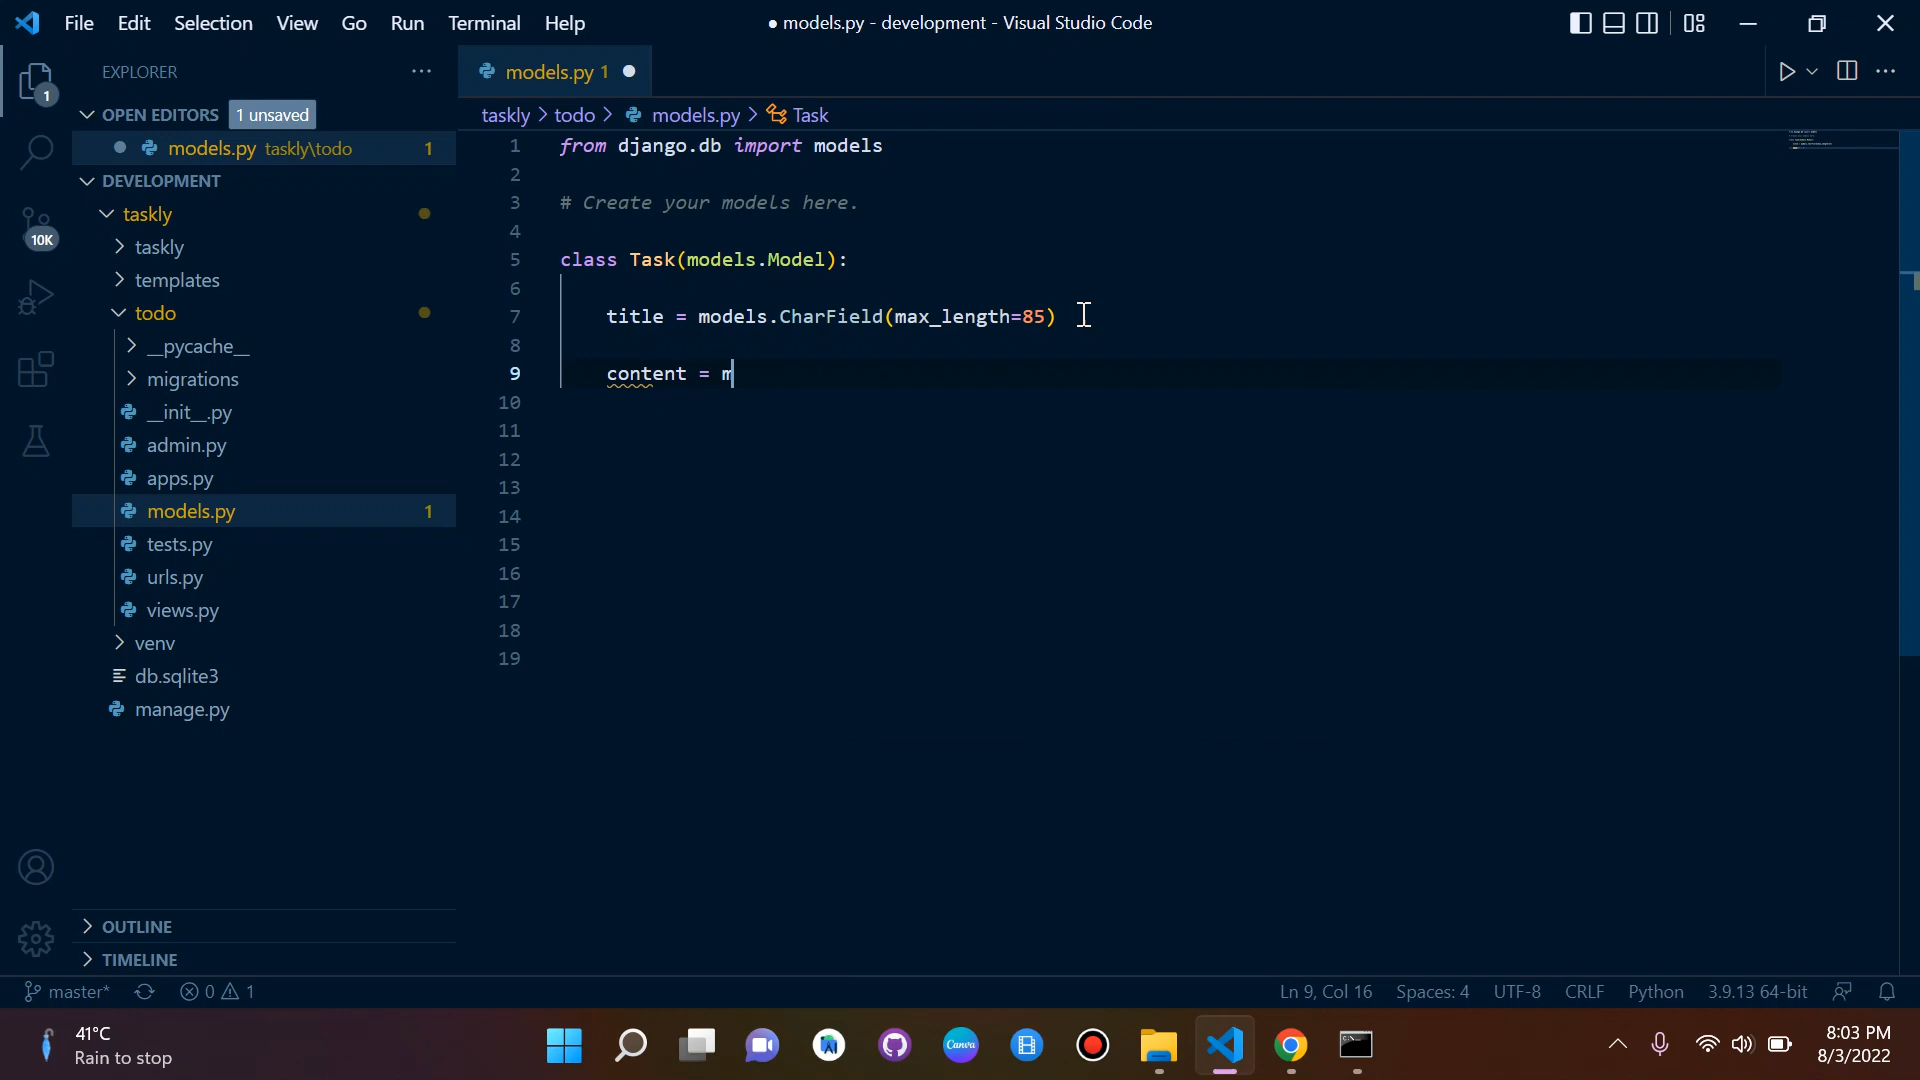 File Edit Selection View Go Run Terminal Help
● models.py - development - Visual Studio Code
EXPLORER
1
OPEN EDITORS 1 unsaved
models.py taskly\todo 1
DEVELOPMENT
taskly
taskly
templates
todo
__pycache__
migrations
__init__.py
admin.py
apps.py
models.py 1
tests.py
urls.py
views.py
venv
db.sqlite3
manage.py
10K
OUTLINE
TIMELINE
models.py 1
taskly > todo > models.py > Task
1 from django.db import models
2
3 # Create your models here.
4
5 class Task(models.Model):
6
7 title = models.CharField(max_length=85)
8
9 content = m
10
11
12
13
14
15
16
17
18
19
master* 0 1
Ln 9, Col 16 Spaces: 4 UTF-8 CRLF Python 3.9.13 64-bit
41°C
Rain to stop
Canva
8:03 PM
8/3/2022